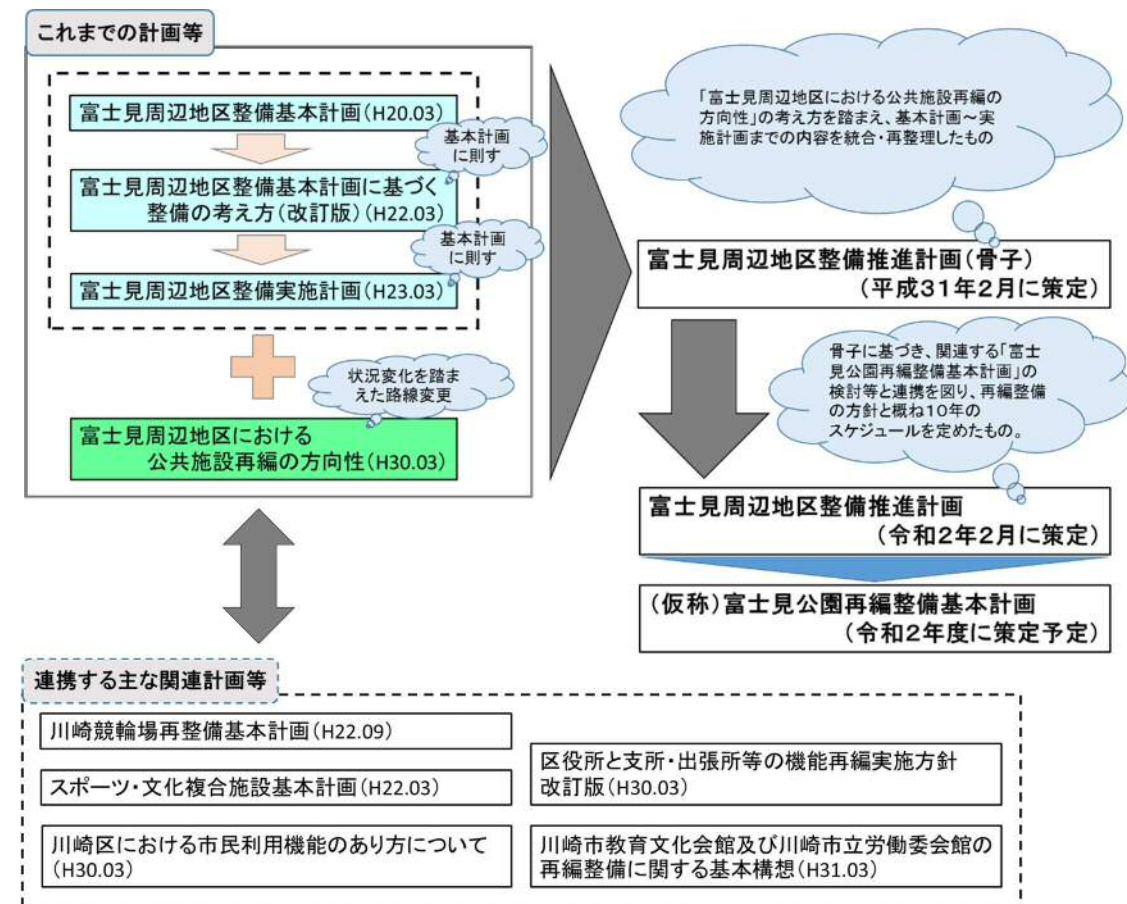 これまでの計画等
富士見周辺地区整備基本計画(H20.03)
基本計画
に則す
富士見周辺地区整備基本計画に基づく
整備の考え方(改訂版)(H22.03)
基本計画
に則す
富士見周辺地区整備実施計画(H23.03)
状況変化を踏ま
えた路線変更
富士見周辺地区における
公共施設再編の方向性(H30.03)
「富士見周辺地区における公共施設再編の
方向性」の考え方を踏まえ、基本計画～実
施計画までの内容を統合・再整理したもの
富士見周辺地区整備推進計画(骨子)
(平成31年2月に策定)
骨子に基づき、関連する「富士
見公園再編整備基本計画」の
検討等と連携を図り、再編整備
の方針と概ね10年の
スケジュールを定めたもの。
富士見周辺地区整備推進計画
(令和2年2月に策定)
(仮称)富士見公園再編整備基本計画
(令和2年度に策定予定)
連携する主な関連計画等
川崎競輪場再整備基本計画(H22.09)
スポーツ・文化複合施設基本計画(H22.03)
川崎区における市民利用機能のあり方について
(H30.03)
区役所と支所・出張所等の機能再編実施方針
改訂版(H30.03)
川崎市教育文化会館及び川崎市立労働委会館の
再編整備に関する基本構想(H31.03)